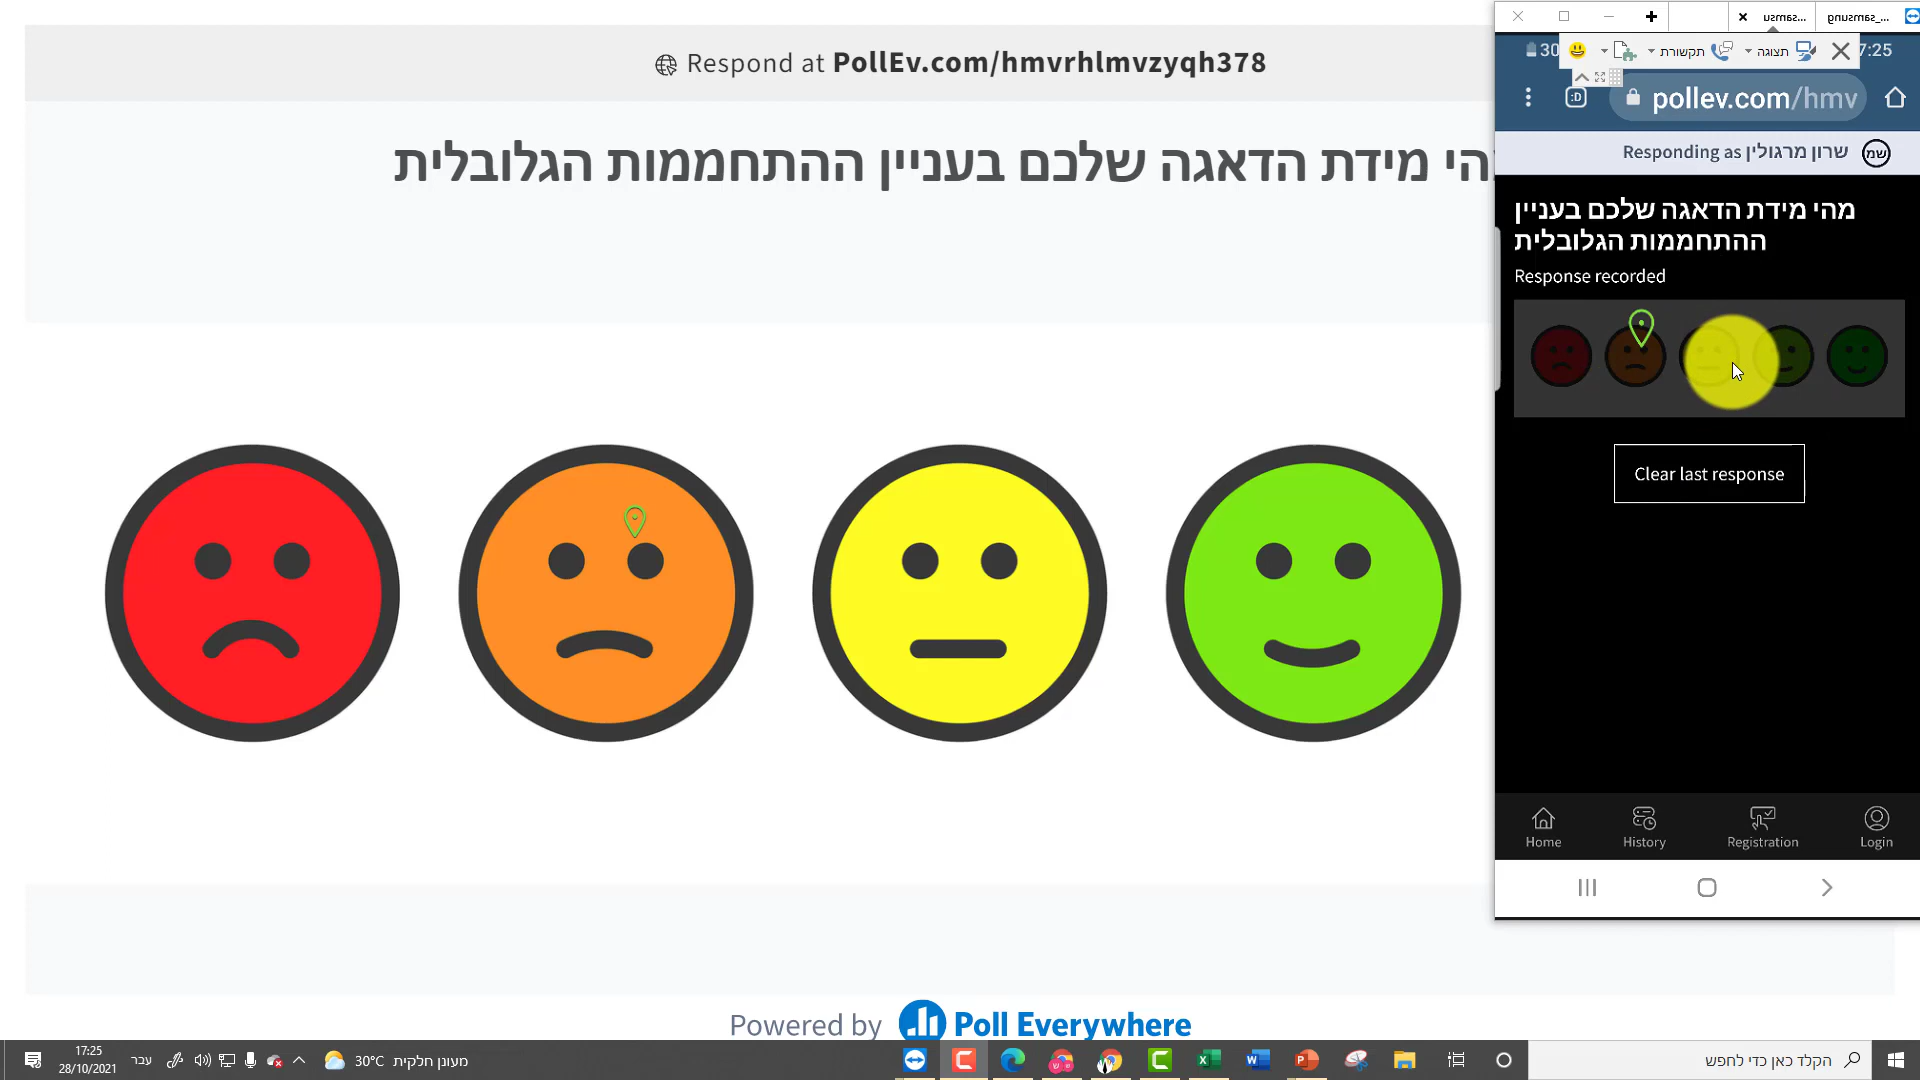 Respond at PollEv.com/hmvrhlmvzyqh378
הי מידת הדאגה שלכם בעניין ההתחממות הגלובלית
Powered by Poll Everywhere
samsu...
samsung_...
30
תקשורת
תצוגה
7:25
:D
pollev.com/hmv
Responding as שרון מרגולין
שמ
מהי מידת הדאגה שלכם בעניין
ההתחממות הגלובלית
Response recorded
Clear last response
Home
History
Registration
Login
17:25
28/10/2021
עבר
30°C
מעונן חלקית
הקלד כאן כדי לחפש